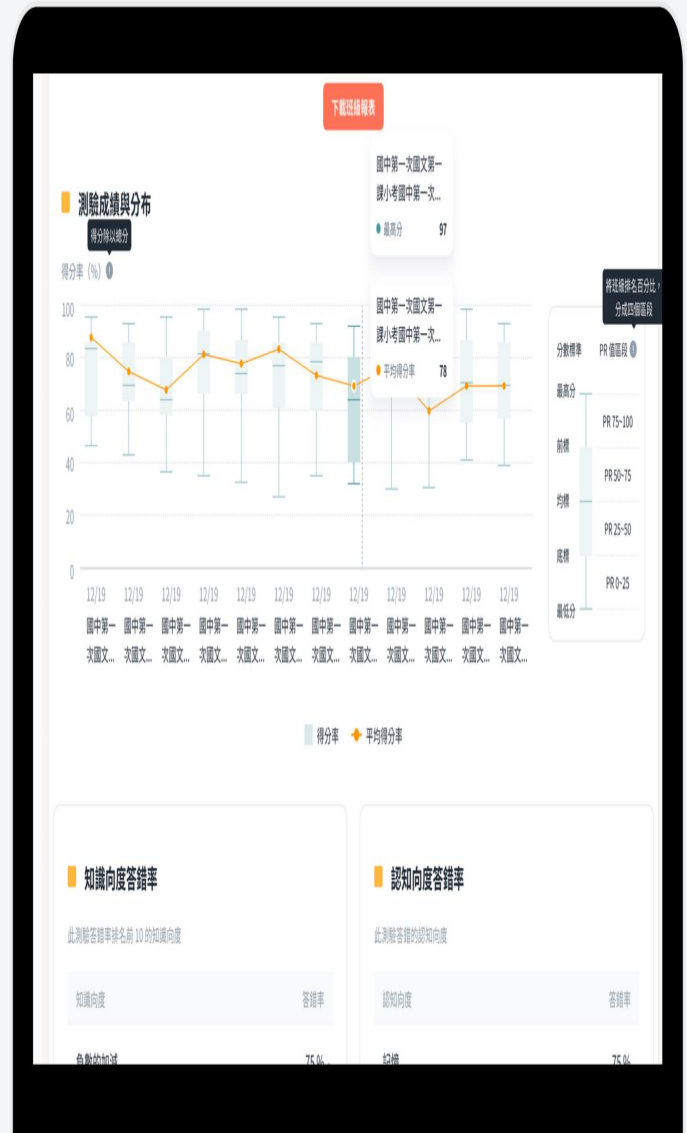 下載班級報表
國中第一次國文第一
課小考國中第一次...
最高分 97
測驗成績與分布
得分除以總分
得分率 (%)
國中第一次國文第一
課小考國中第一次...
平均得分率 78
將班級排名百分比，
分成四個區段
分數標準 PR 值區段
100
80
60
40
20
0
最高分
前標
均標
底標
最低分
PR 75~100
PR 50~75
PR 25~50
PR 0~25
12/19 12/19 12/19 12/19 12/19 12/19 12/19 12/19 12/19 12/19 12/19 12/19
國中第一 國中第一 國中第一 國中第一 國中第一 國中第一 國中第一 國中第一 國中第一 國中第一 國中第一 國中第一
次國文... 次國文... 次國文... 次國文... 次國文... 次國文... 次國文... 次國文... 次國文... 次國文... 次國文... 次國文...
得分率 平均得分率
知識向度答錯率
此測驗答錯率排名前 10 的知識向度
知識向度 答錯率
負數的加減 75 %
認知向度答錯率
此測驗答錯的認知向度
認知向度 答錯率
記憶 75 %